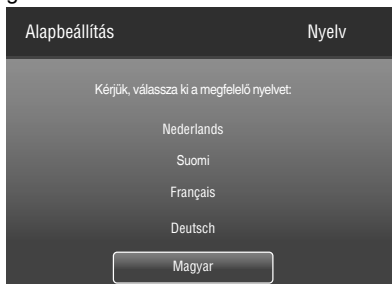 Alapbeállítás Nyelv
Kérjük, válassza ki a megfelelő nyelvet:
Nederlands
Suomi
Français
Deutsch
Magyar